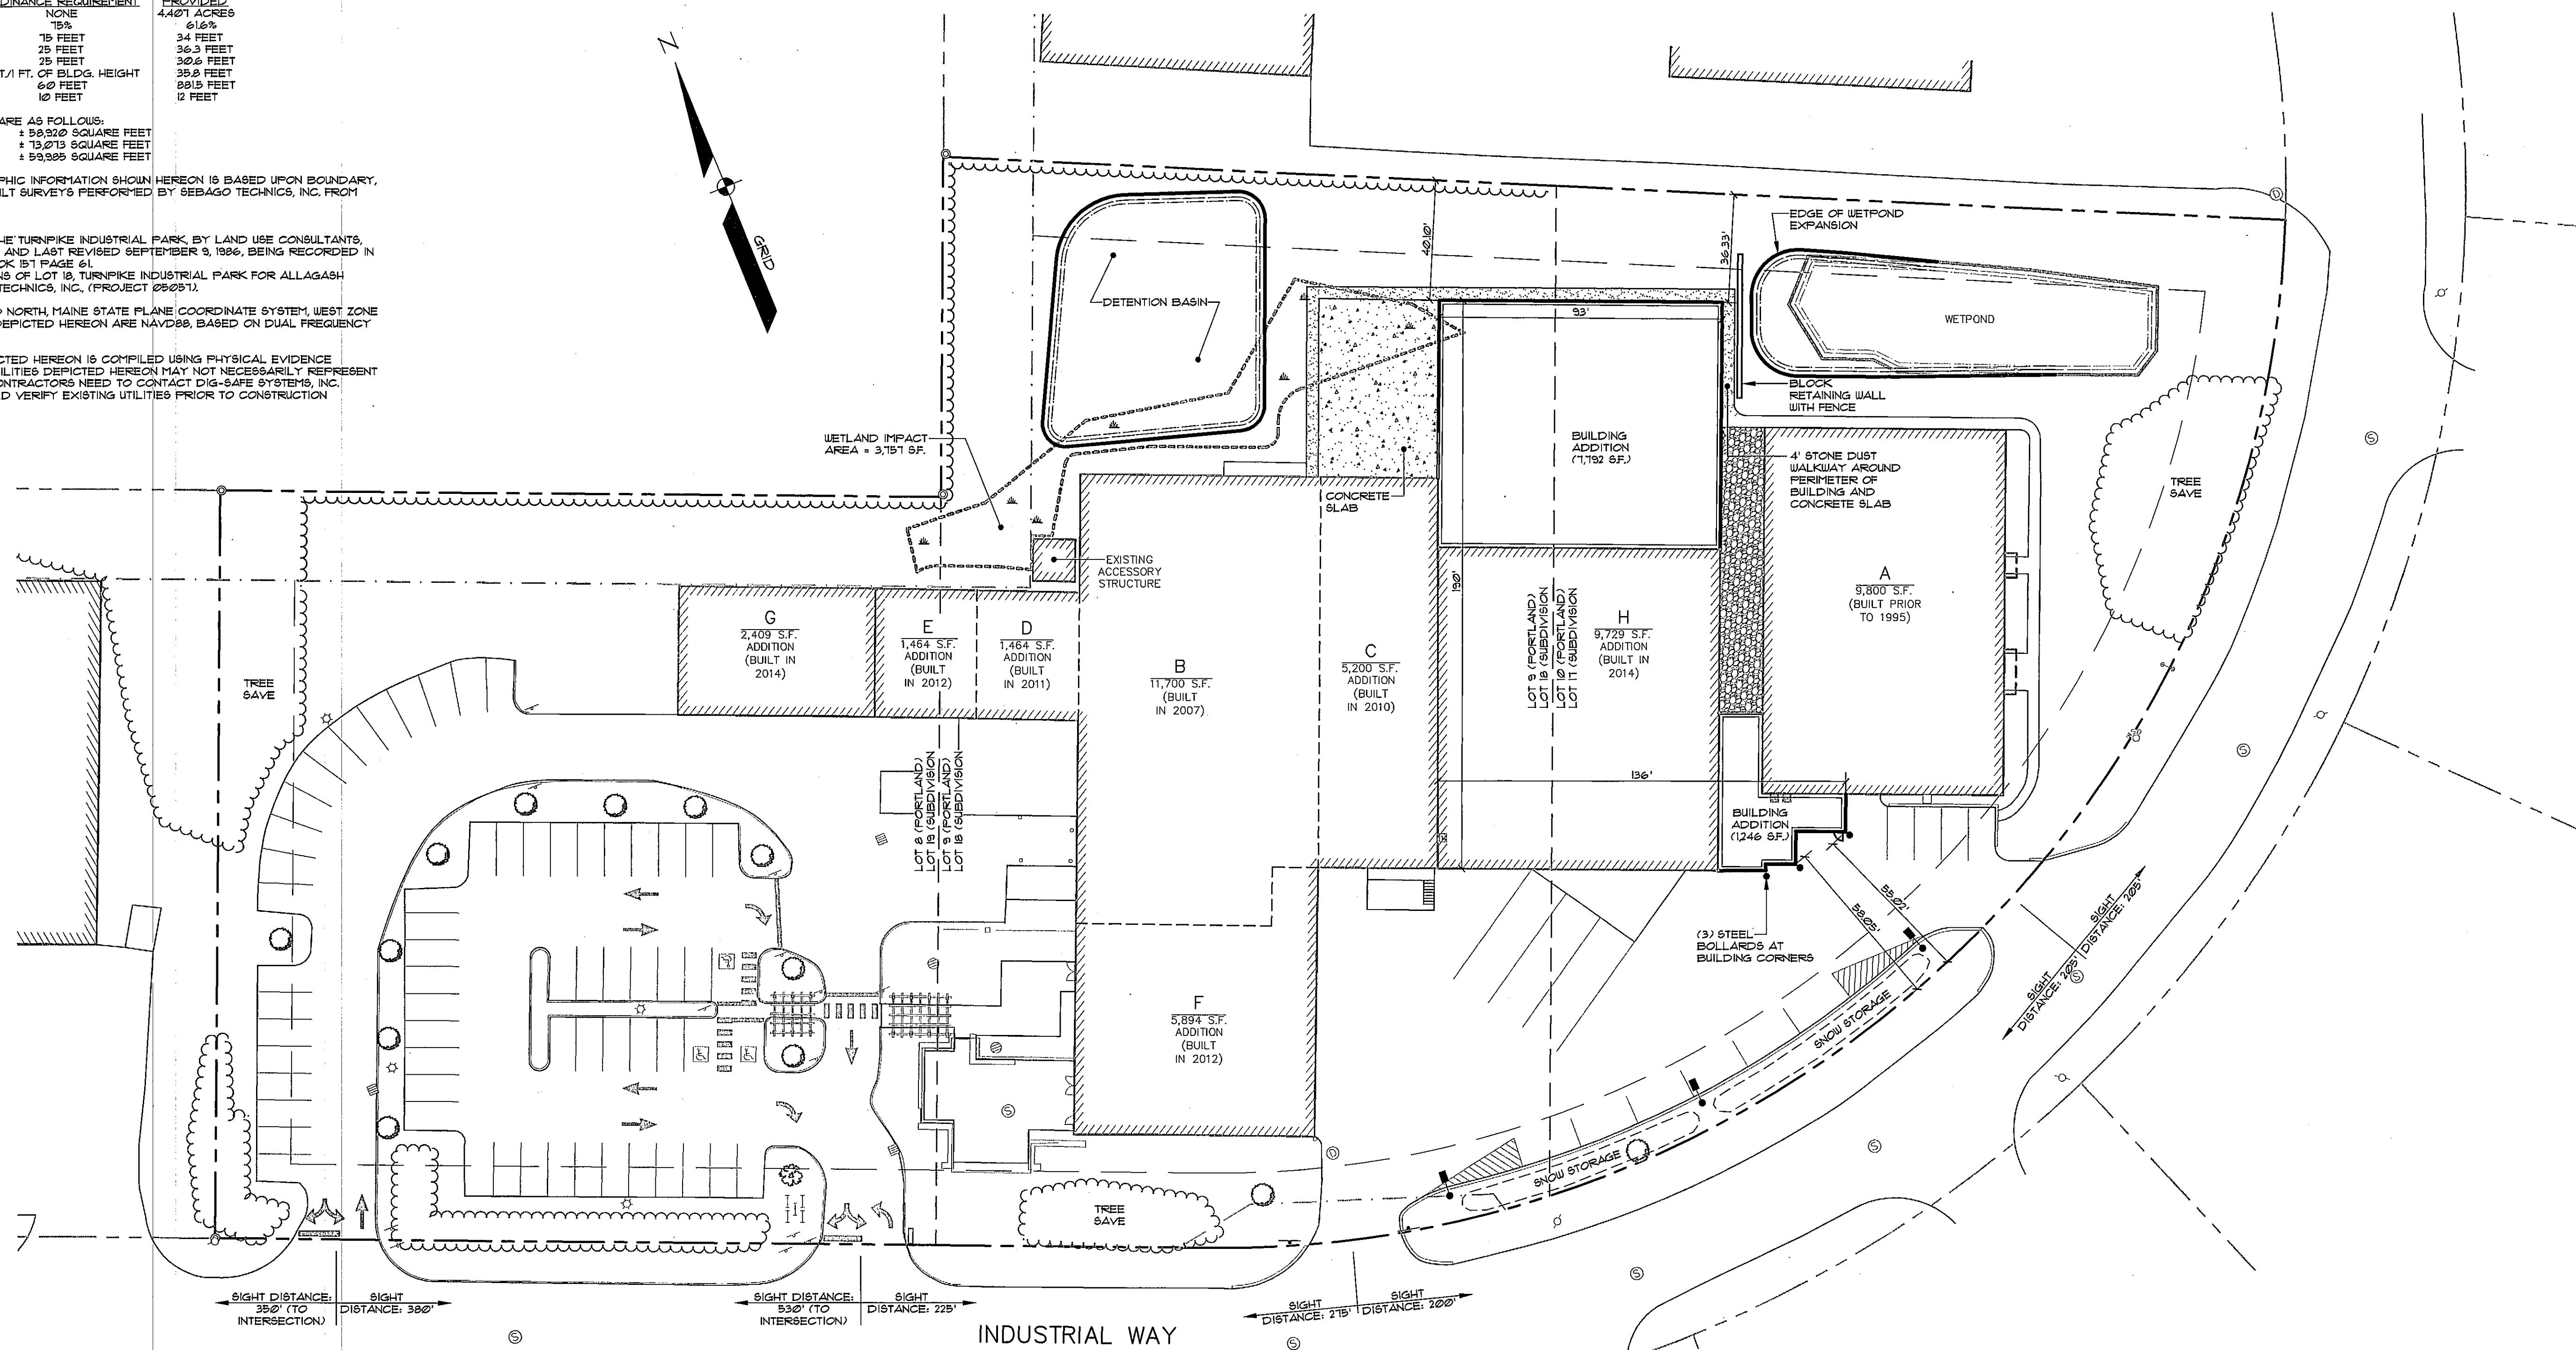 DINANCE REQUIREMENT PROVIDED
NONE 4.407 ACRES
75% 61.6%
75 FEET 34 FEET
25 FEET 36.3 FEET
25 FEET 30.6 FEET
T/1 FT. OF BLDG. HEIGHT 35.8 FEET
60 FEET 881.5 FEET
10 FEET 12 FEET
ARE AS FOLLOWS:
± 58,920 SQUARE FEET
± 73,073 SQUARE FEET
± 59,985 SQUARE FEET
PHIC INFORMATION SHOWN HEREON IS BASED UPON BOUNDARY,
ILT SURVEYS PERFORMED BY SEBAGO TECHNICS, INC. FROM
HE TURNPIKE INDUSTRIAL PARK, BY LAND USE CONSULTANTS,
AND LAST REVISED SEPTEMBER 9, 1986, BEING RECORDED IN
OK 157 PAGE 61.
NS OF LOT 18, TURNPIKE INDUSTRIAL PARK FOR ALLAGASH
TECHNICS, INC., (PROJECT 05057).
D NORTH, MAINE STATE PLANE COORDINATE SYSTEM, WEST ZONE
DEPICTED HEREON ARE NAVD88, BASED ON DUAL FREQUENCY
CTED HEREON IS COMPILED USING PHYSICAL EVIDENCE
ILITIES DEPICTED HEREON MAY NOT NECESSARILY REPRESENT
ONTRACTORS NEED TO CONTACT DIG-SAFE SYSTEMS, INC.
D VERIFY EXISTING UTILITIES PRIOR TO CONSTRUCTION
N
GRID
DETENTION BASIN
40.10'
36.33'
93'
EDGE OF WETPOND
EXPANSION
WETPOND
BLOCK
RETAINING WALL
WITH FENCE
WETLAND IMPACT
AREA = 3,757 S.F.
BUILDING
ADDITION
(7,792 S.F.)
4' STONE DUST
WALKWAY AROUND
PERIMETER OF
BUILDING AND
CONCRETE SLAB
CONCRETE
SLAB
TREE
SAVE
EXISTING
ACCESSORY
STRUCTURE
A
9,800 S.F.
(BUILT PRIOR
TO 1995)
190'
G
2,409 S.F.
ADDITION
(BUILT IN
2014)
E
1,464 S.F.
ADDITION
(BUILT
IN 2012)
D
1,464 S.F.
ADDITION
(BUILT
IN 2011)
B
11,700 S.F.
(BUILT
IN 2007)
C
5,200 S.F.
ADDITION
(BUILT
IN 2010)
LOT 9 (PORTLAND)
LOT 18 (SUBDIVISION
LOT 10 (PORTLAND)
LOT 17 (SUBDIVISION
H
9,729 S.F.
ADDITION
(BUILT IN
2014)
TREE
SAVE
LOT 8 (PORTLAND)
LOT 19 (SUBDIVISION
LOT 9 (PORTLAND)
LOT 18 (SUBDIVISION
136'
BUILDING
ADDITION
(1,246 S.F.)
55.02'
58.05'
(3) STEEL
BOLLARDS AT
BUILDING CORNERS
SIGHT
DISTANCE: 205'
SIGHT
DISTANCE: 205'
F
5,894 S.F.
ADDITION
(BUILT
IN 2012)
SNOW STORAGE
SNOW STORAGE
TREE
SAVE
SIGHT DISTANCE:
350' (TO
INTERSECTION)
SIGHT
DISTANCE: 380'
SIGHT DISTANCE:
530' (TO
INTERSECTION)
SIGHT
DISTANCE: 225'
SIGHT
DISTANCE: 275'
SIGHT
DISTANCE: 200'
INDUSTRIAL WAY
S
S
S
S
S
S
S
S
S
D
D